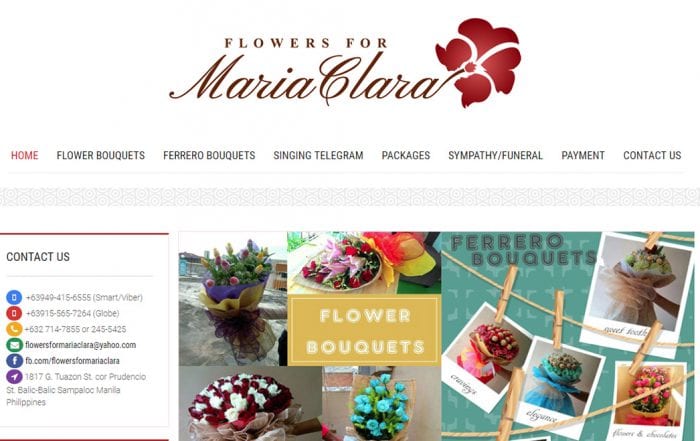 FLOWERS FOR
MariaClara
HOME FLOWER BOUQUETS FERRERO BOUQUETS SINGING TELEGRAM PACKAGES SYMPATHY/FUNERAL PAYMENT CONTACT US
CONTACT US
+63949-415-6555 (Smart/Viber)
+63915-565-7264 (Globe)
+632 714-7855 or 245-5425
flowersformariaclara@yahoo.com
fb.com/flowersformariaclara
1817 G. Tuazon St. cor Prudencio
St. Balic-Balic Sampaloc Manila
Philippines
FLOWER
BOUQUETS
FERRERO
BOUQUETS
sweet tooth
cravings
elegance
flowers & chocolates